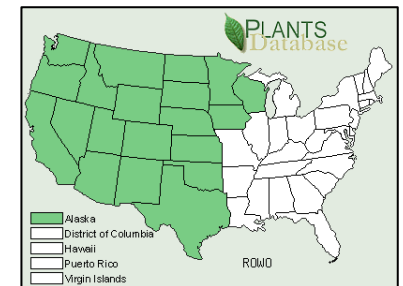 PLANTS
Database
Alaska
District of Columbia
Hawaii
Puerto Rico
Virgin Islands
ROWO